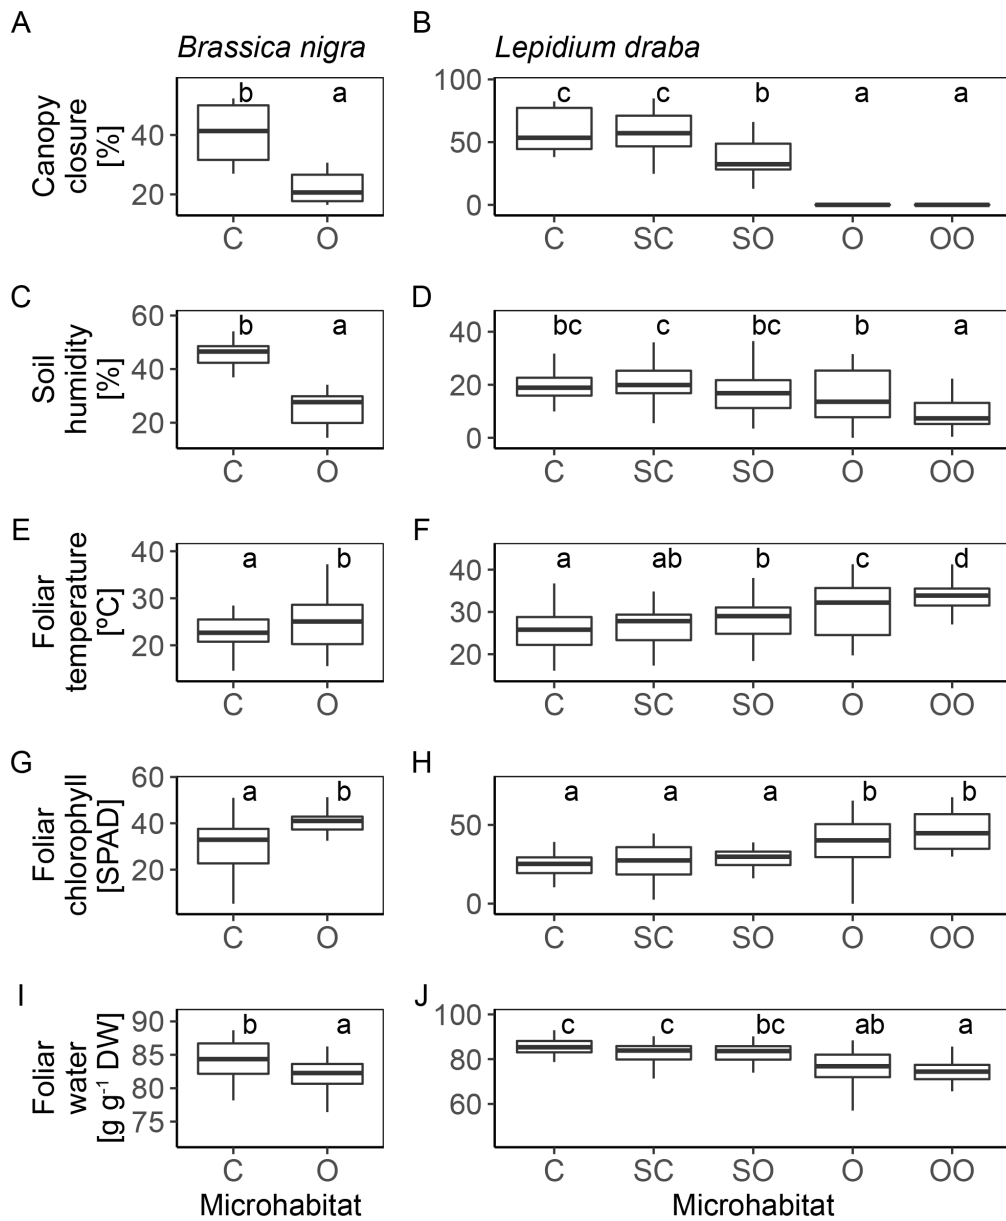 A
B
Brassica nigra
Lepidium draba
Canopy
closure
[%]
40
20
b
a
C
O
100
50
0
c
c
b
a
a
C
SC
SO
O
OO
C
D
Soil
humidity
[%]
60
40
20
b
a
C
O
40
20
0
bc
c
bc
b
a
C
SC
SO
O
OO
E
F
Foliar
temperature
[ºC]
40
30
20
a
b
C
O
40
30
20
a
ab
b
c
d
C
SC
SO
O
OO
G
H
Foliar
chlorophyll
[SPAD]
60
40
20
a
b
C
O
50
0
a
a
a
b
b
C
SC
SO
O
OO
I
J
Foliar
water
[g g⁻¹ DW]
90
85
80
75
b
a
C
O
100
80
60
c
c
bc
ab
a
C
SC
SO
O
OO
Microhabitat
Microhabitat